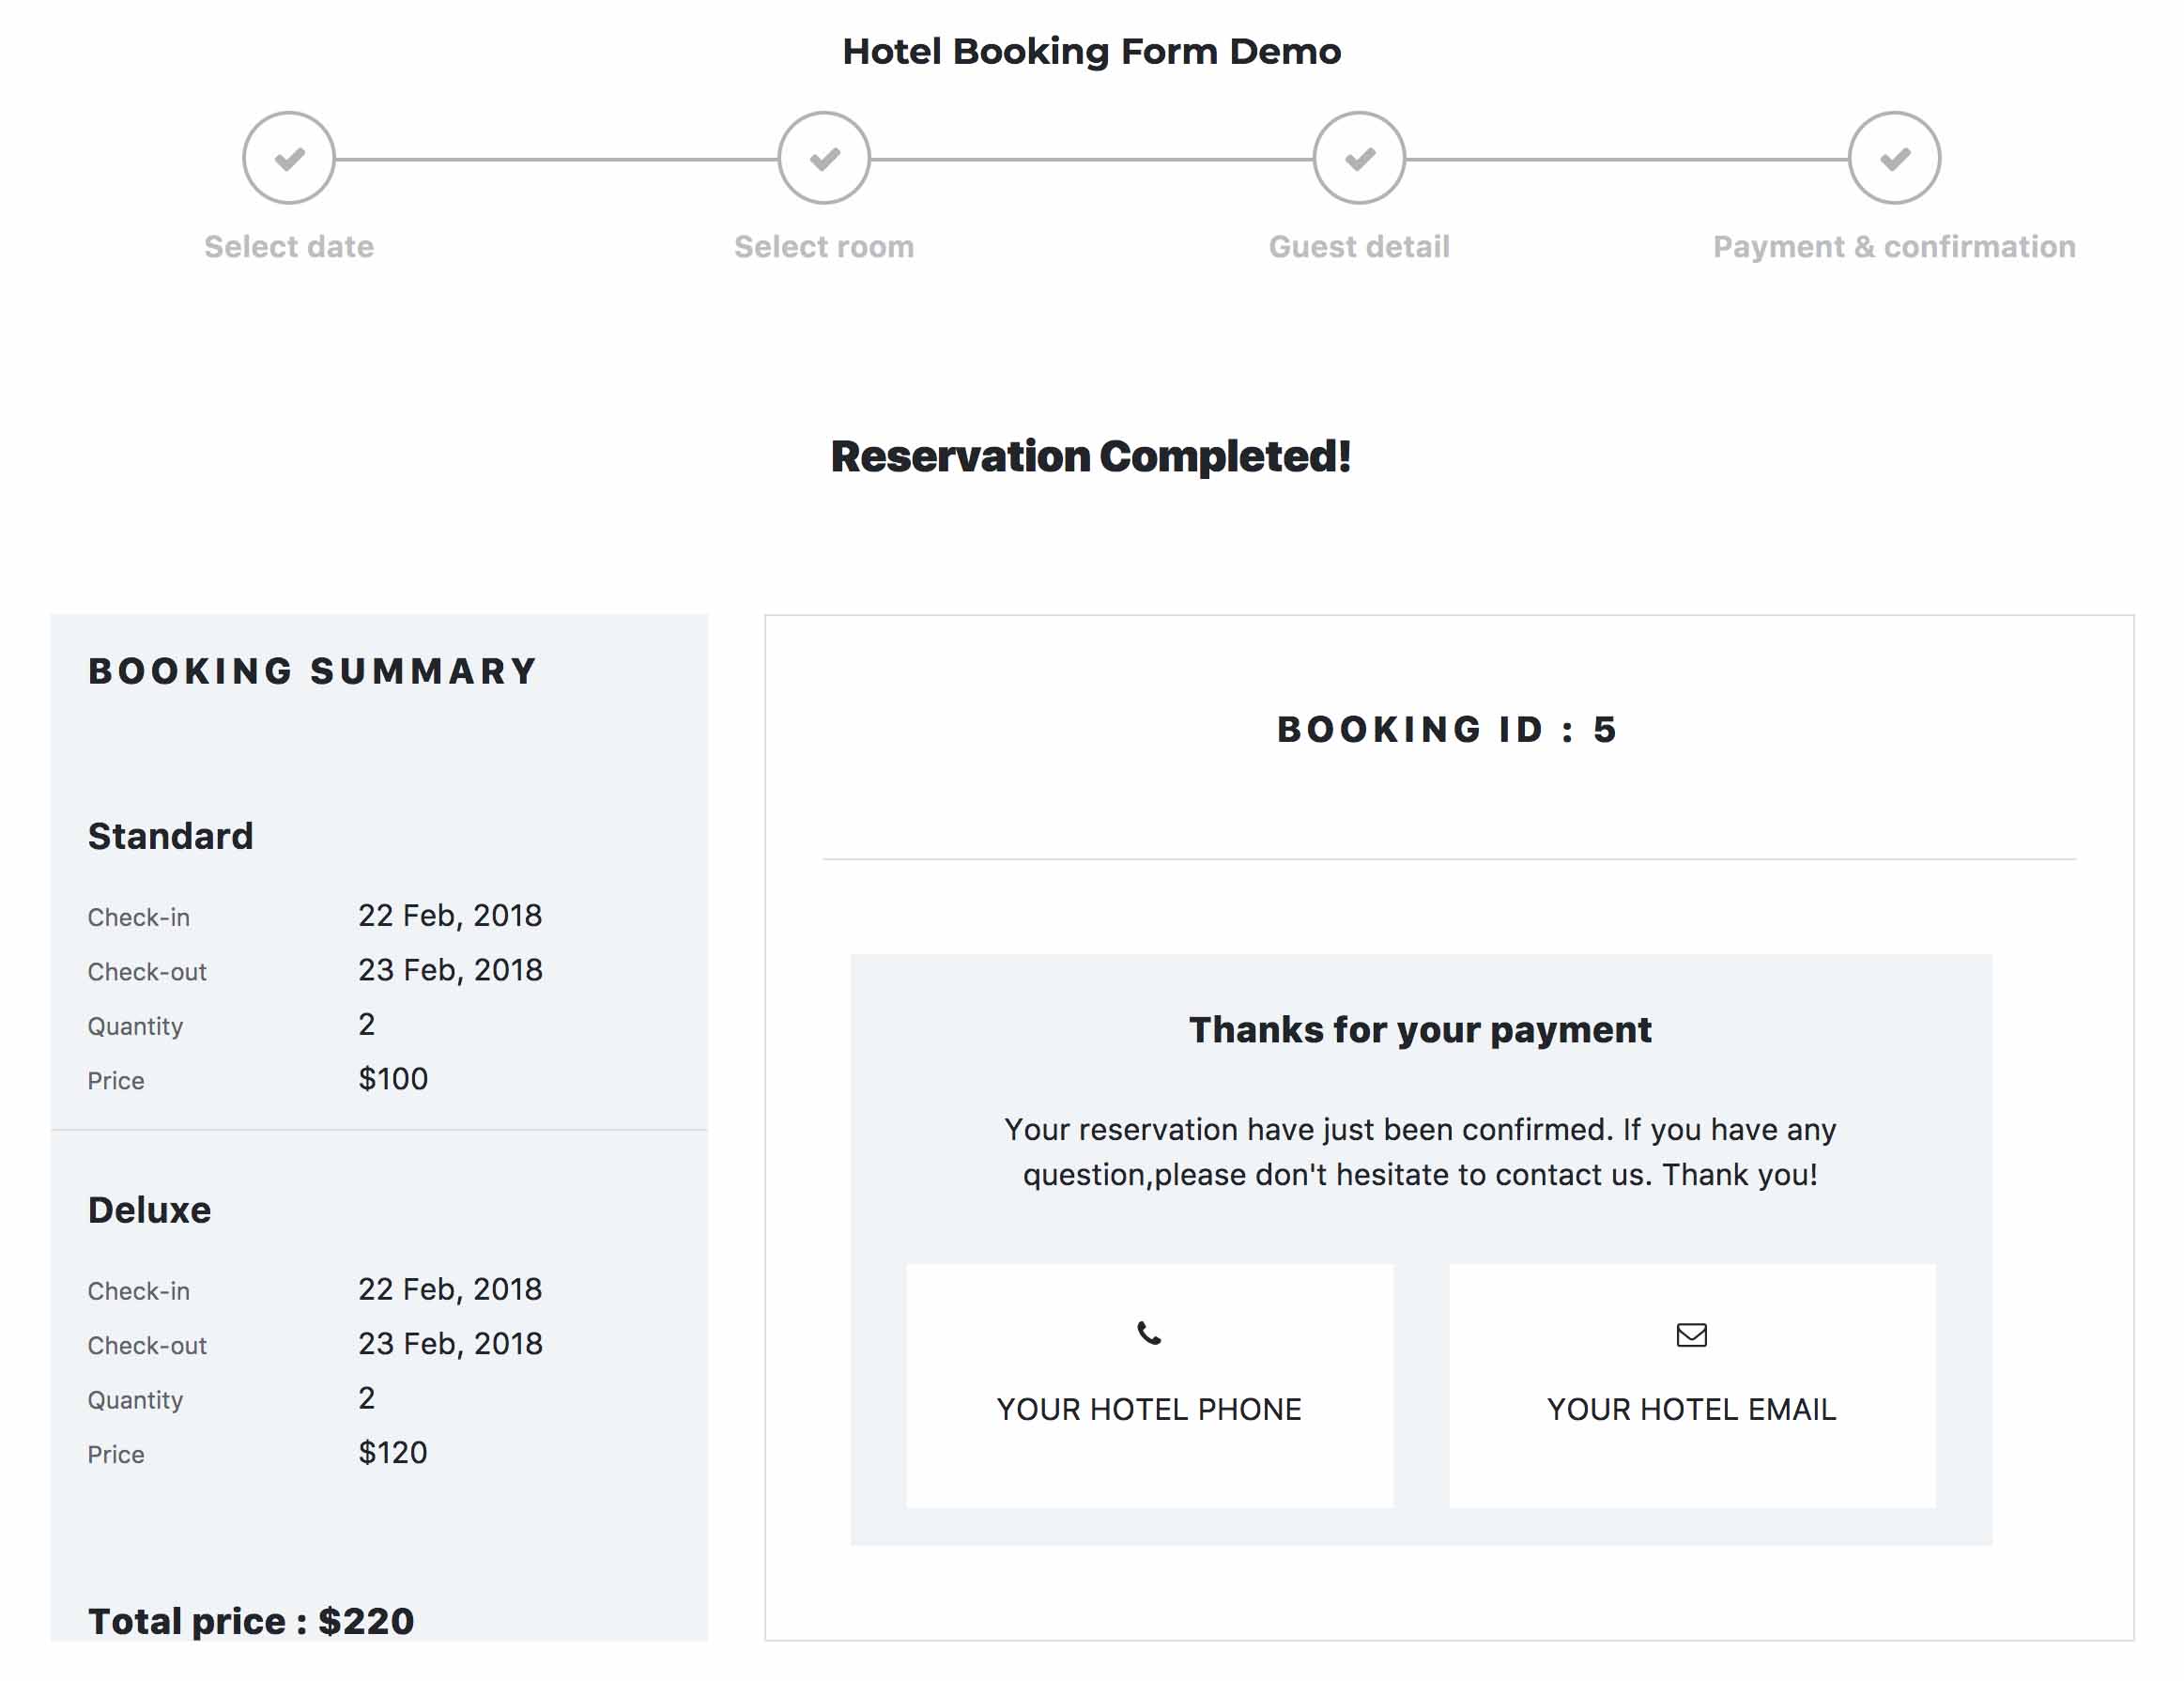 Hotel Booking Form Demo
Select date
Select room
Guest detail
Payment & confirmation
Reservation Completed!
BOOKING SUMMARY
Standard
Check-in 22 Feb, 2018
Check-out 23 Feb, 2018
Quantity 2
Price $100
Deluxe
Check-in 22 Feb, 2018
Check-out 23 Feb, 2018
Quantity 2
Price $120
Total price : $220
BOOKING ID : 5
Thanks for your payment
Your reservation have just been confirmed. If you have any
question,please don't hesitate to contact us. Thank you!
YOUR HOTEL PHONE
YOUR HOTEL EMAIL